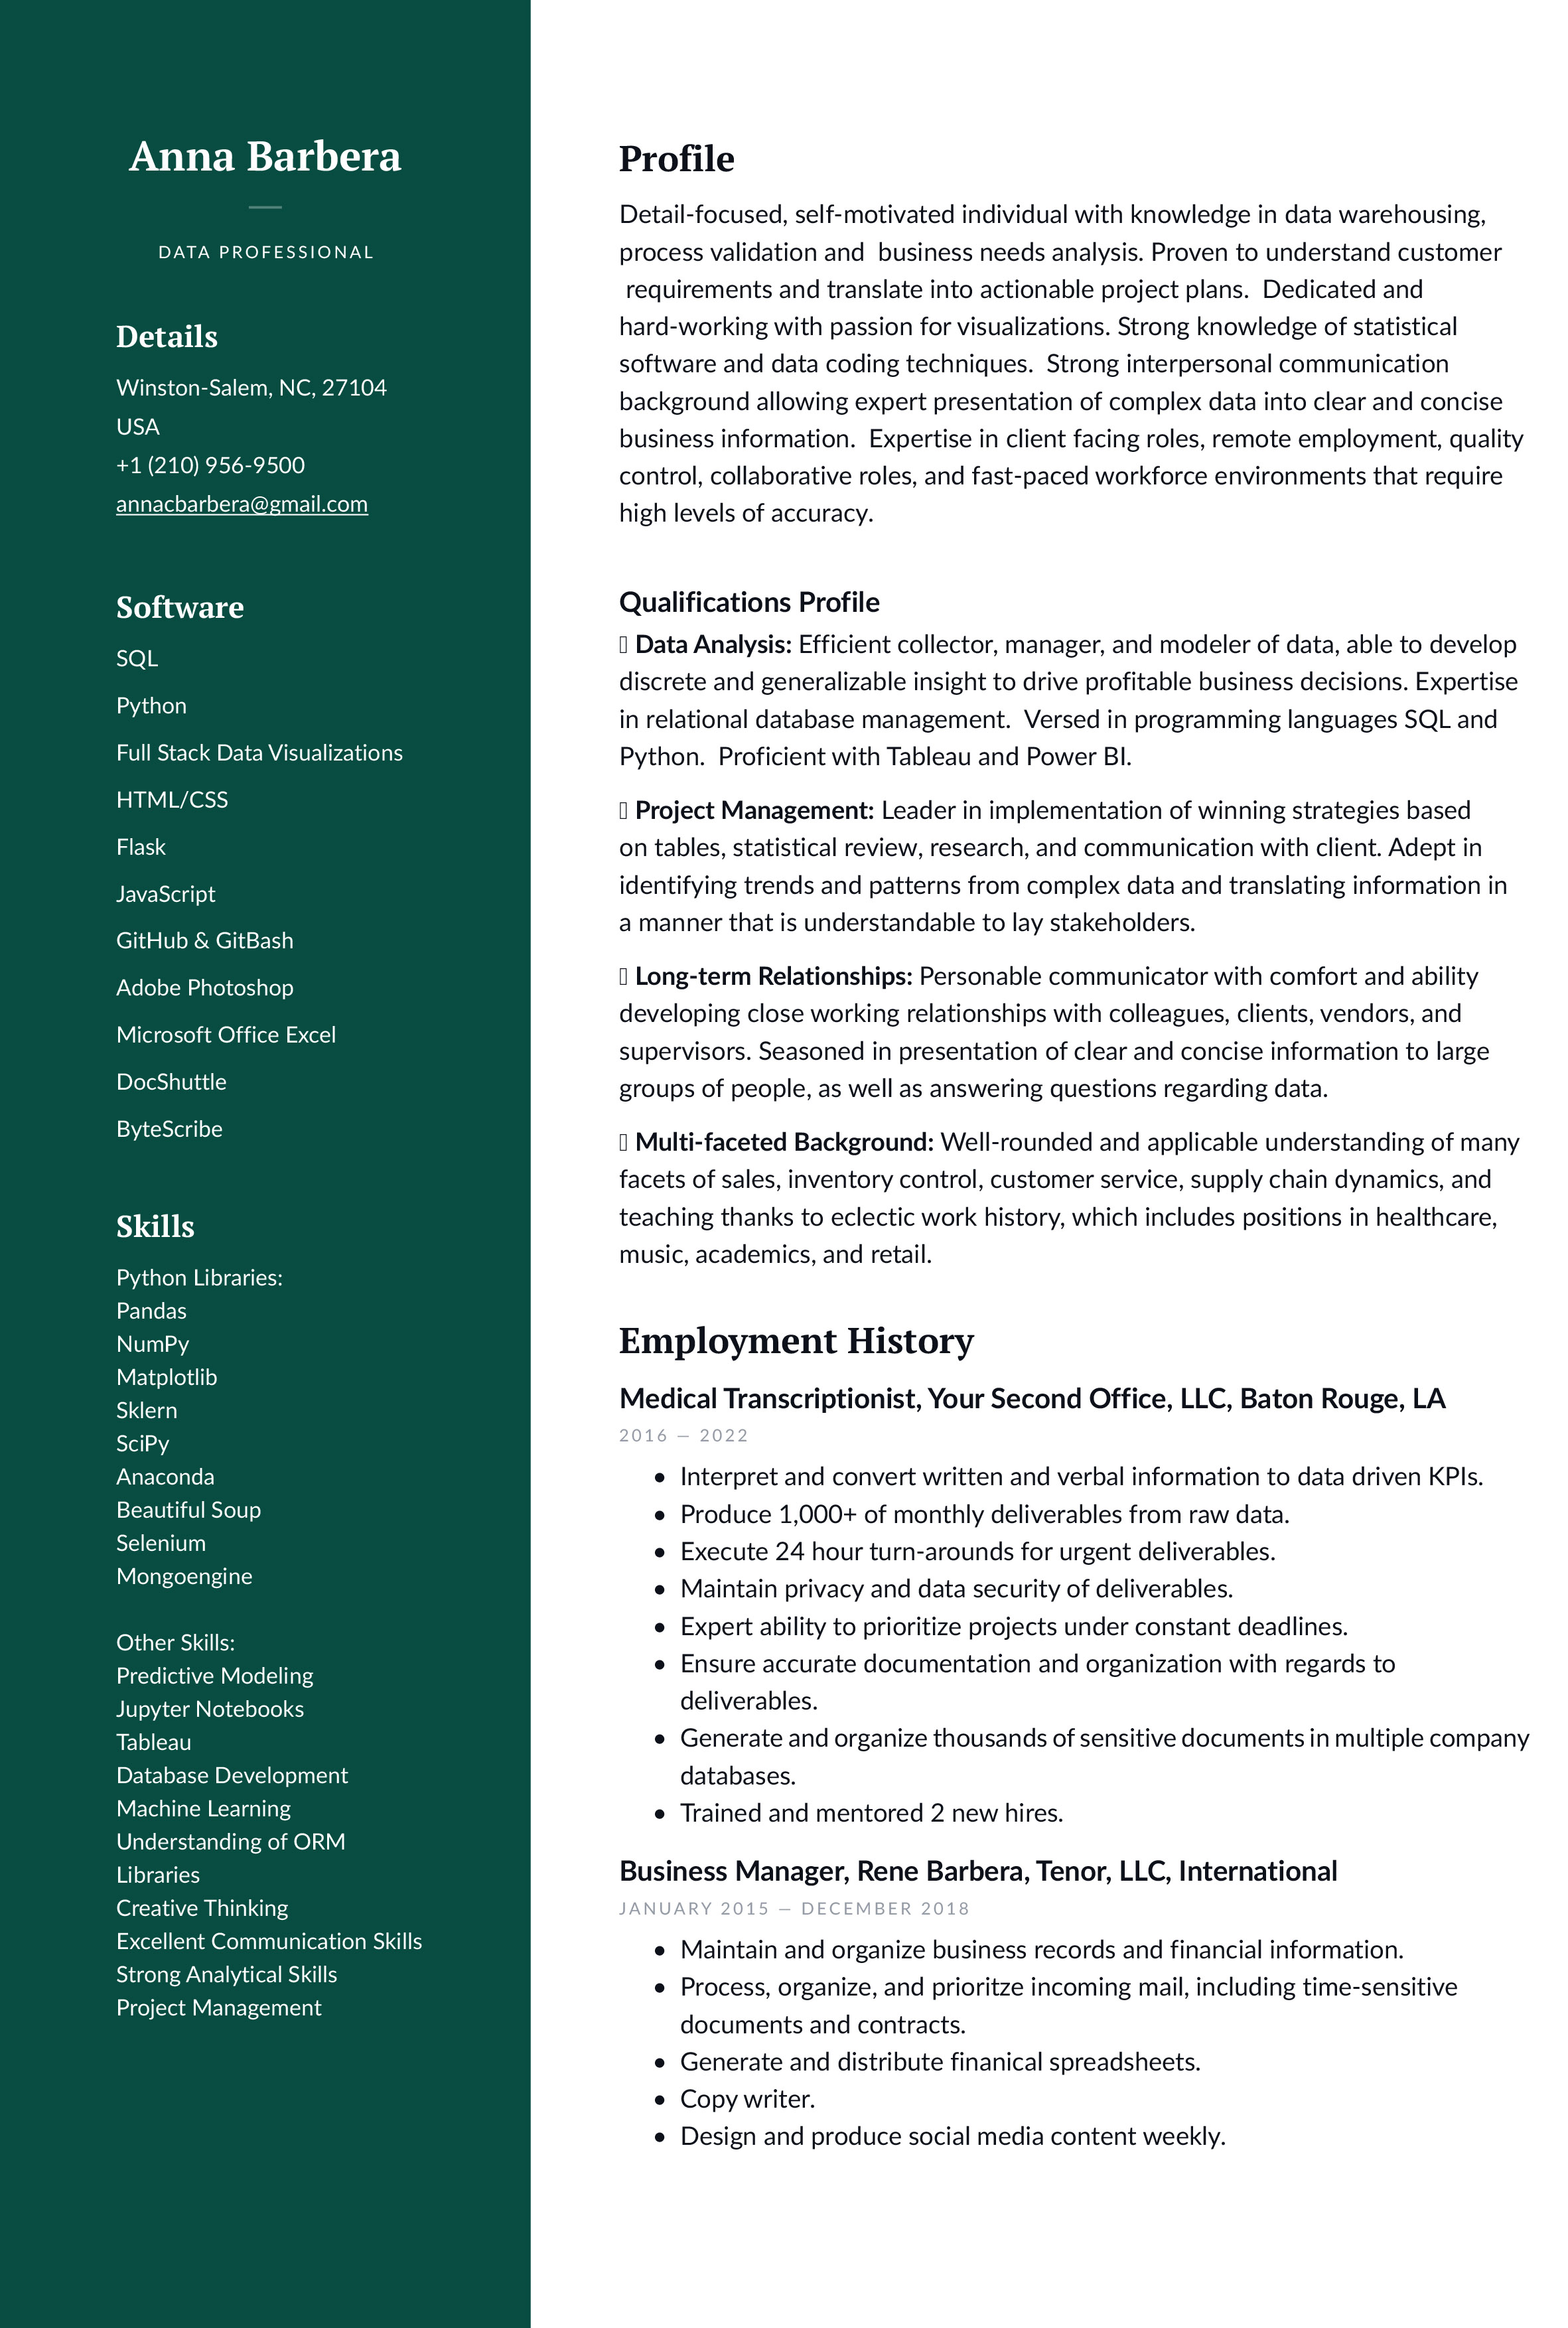 Anna Barbera
DATA PROFESSIONAL
Details
Winston-Salem, NC, 27104
USA
+1 (210) 956-9500
annacbarbera@gmail.com
Software
SQL
Python
Full Stack Data Visualizations
HTML/CSS
Flask
JavaScript
GitHub & GitBash
Adobe Photoshop
Microsoft Office Excel
DocShuttle
ByteScribe
Skills
Python Libraries:
Pandas
NumPy
Matplotlib
Sklern
SciPy
Anaconda
Beautiful Soup
Selenium
Mongoengine
Other Skills:
Predictive Modeling
Jupyter Notebooks
Tableau
Database Development
Machine Learning
Understanding of ORM
Libraries
Creative Thinking
Excellent Communication Skills
Strong Analytical Skills
Project Management
Profile
Detail-focused, self-motivated individual with knowledge in data warehousing,
process validation and  business needs analysis. Proven to understand customer
requirements and translate into actionable project plans.  Dedicated and
hard-working with passion for visualizations. Strong knowledge of statistical
software and data coding techniques.  Strong interpersonal communication
background allowing expert presentation of complex data into clear and concise
business information.  Expertise in client facing roles, remote employment, quality
control, collaborative roles, and fast-paced workforce environments that require
high levels of accuracy.
Qualifications Profile
Data Analysis: Efficient collector, manager, and modeler of data, able to develop
discrete and generalizable insight to drive profitable business decisions. Expertise
in relational database management.  Versed in programming languages SQL and
Python.  Proficient with Tableau and Power BI.
Project Management: Leader in implementation of winning strategies based
on tables, statistical review, research, and communication with client. Adept in
identifying trends and patterns from complex data and translating information in
a manner that is understandable to lay stakeholders.
Long-term Relationships: Personable communicator with comfort and ability
developing close working relationships with colleagues, clients, vendors, and
supervisors. Seasoned in presentation of clear and concise information to large
groups of people, as well as answering questions regarding data.
Multi-faceted Background: Well-rounded and applicable understanding of many
facets of sales, inventory control, customer service, supply chain dynamics, and
teaching thanks to eclectic work history, which includes positions in healthcare,
music, academics, and retail.
Employment History
Medical Transcriptionist, Your Second Office, LLC, Baton Rouge, LA
2016 — 2022
• Interpret and convert written and verbal information to data driven KPIs.
• Produce 1,000+ of monthly deliverables from raw data.
• Execute 24 hour turn-arounds for urgent deliverables.
• Maintain privacy and data security of deliverables.
• Expert ability to prioritize projects under constant deadlines.
• Ensure accurate documentation and organization with regards to
deliverables.
• Generate and organize thousands of sensitive documents in multiple company
databases.
• Trained and mentored 2 new hires.
Business Manager, Rene Barbera, Tenor, LLC, International
JANUARY 2015 — DECEMBER 2018
• Maintain and organize business records and financial information.
• Process, organize, and prioritze incoming mail, including time-sensitive
documents and contracts.
• Generate and distribute finanical spreadsheets.
• Copy writer.
• Design and produce social media content weekly.